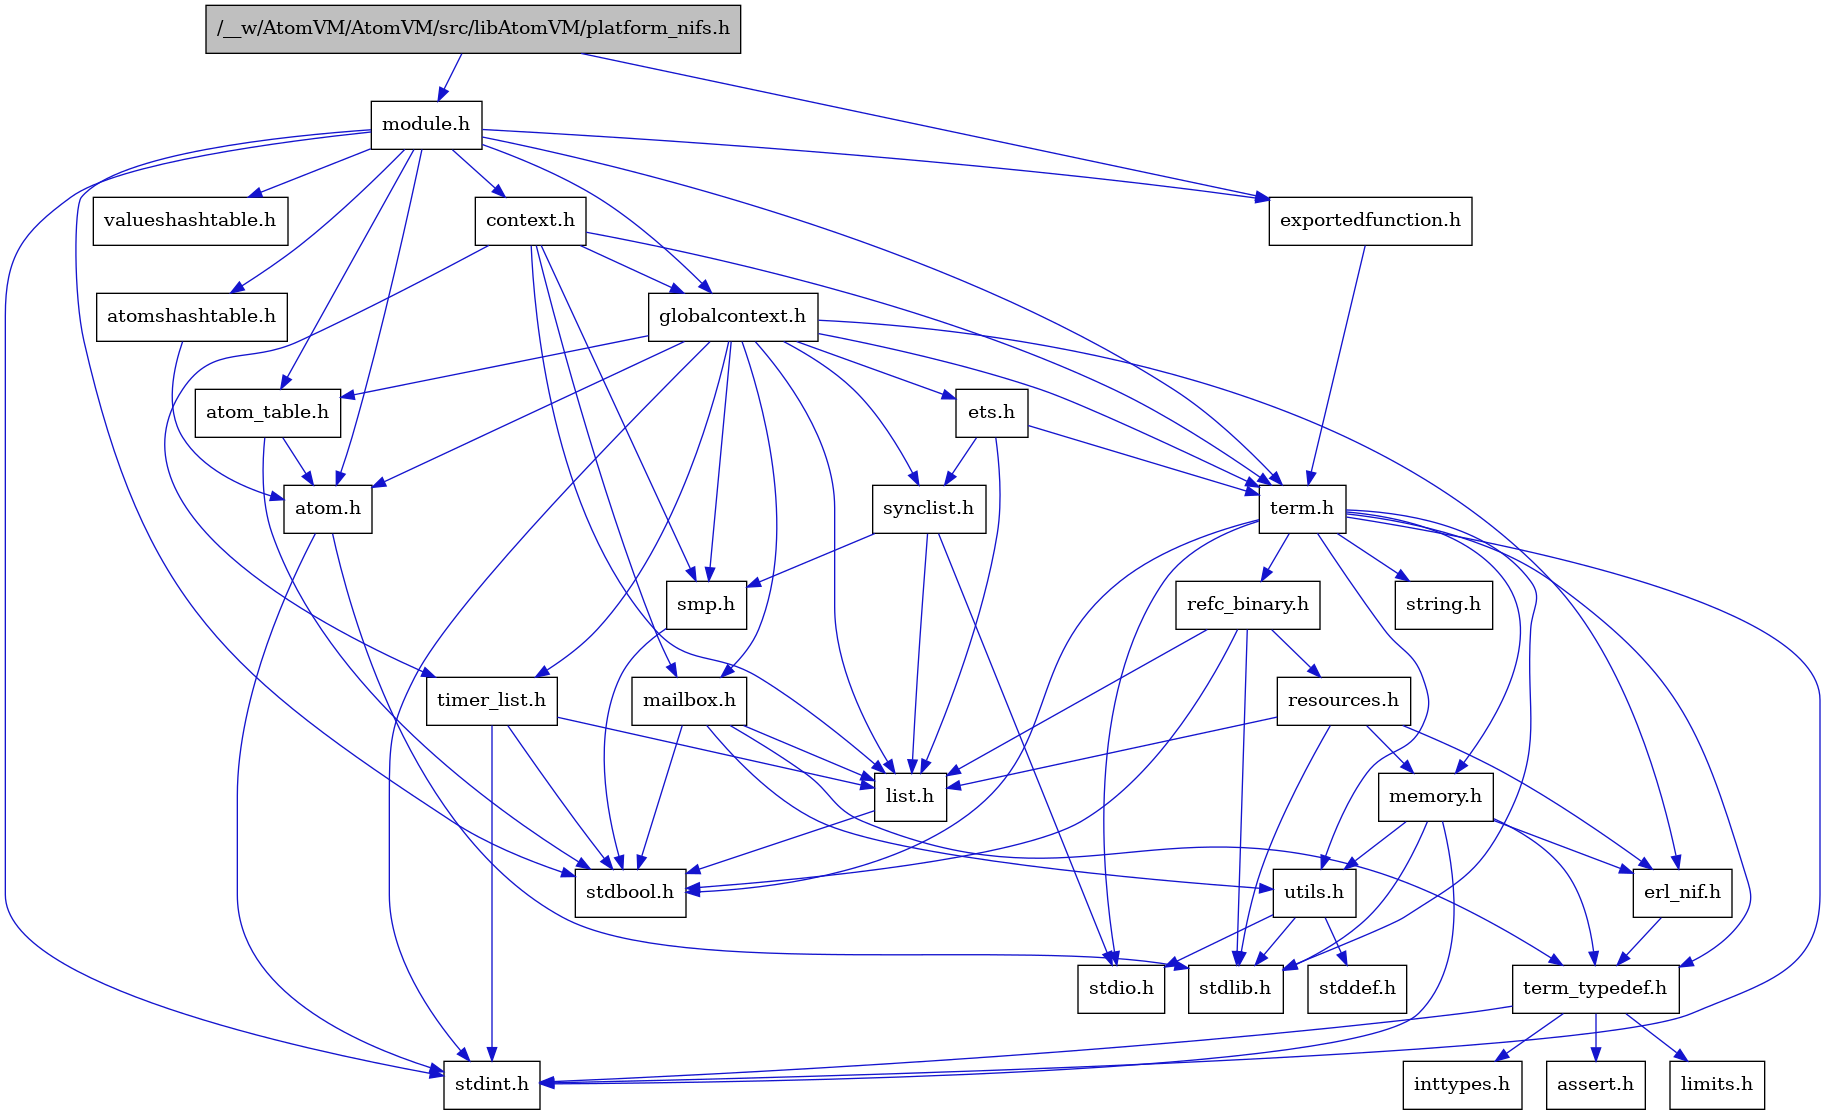 /__w/AtomVM/AtomVM/src/libAtomVM/platform_nifs.h
module.h
valueshashtable.h
context.h
exportedfunction.h
atomshashtable.h
globalcontext.h
atom_table.h
ets.h
atom.h
synclist.h
term.h
smp.h
refc_binary.h
string.h
timer_list.h
mailbox.h
resources.h
list.h
memory.h
stdbool.h
utils.h
erl_nif.h
stdio.h
stdlib.h
stddef.h
term_typedef.h
stdint.h
inttypes.h
assert.h
limits.h